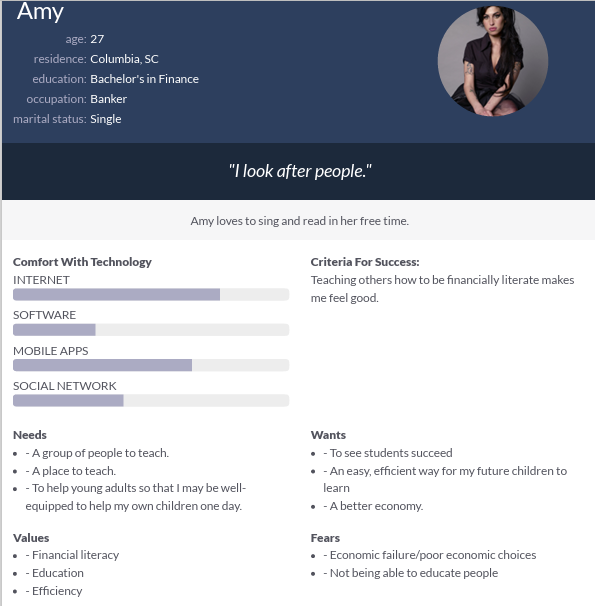 Amy
age: 27
residence: Columbia, SC
education: Bachelor's in Finance
occupation: Banker
marital status: Single
"I look after people."
Amy loves to sing and read in her free time.
Comfort With Technology
INTERNET
SOFTWARE
MOBILE APPS
SOCIAL NETWORK
Criteria For Success:
Teaching others how to be financially literate makes
me feel good.
Needs
- A group of people to teach.
- A place to teach.
- To help young adults so that I may be well-
equipped to help my own children one day.
Wants
- To see students succeed
- An easy, efficient way for my future children to
learn
- A better economy.
Values
- Financial literacy
- Education
- Efficiency
Fears
- Economic failure/poor economic choices
- Not being able to educate people